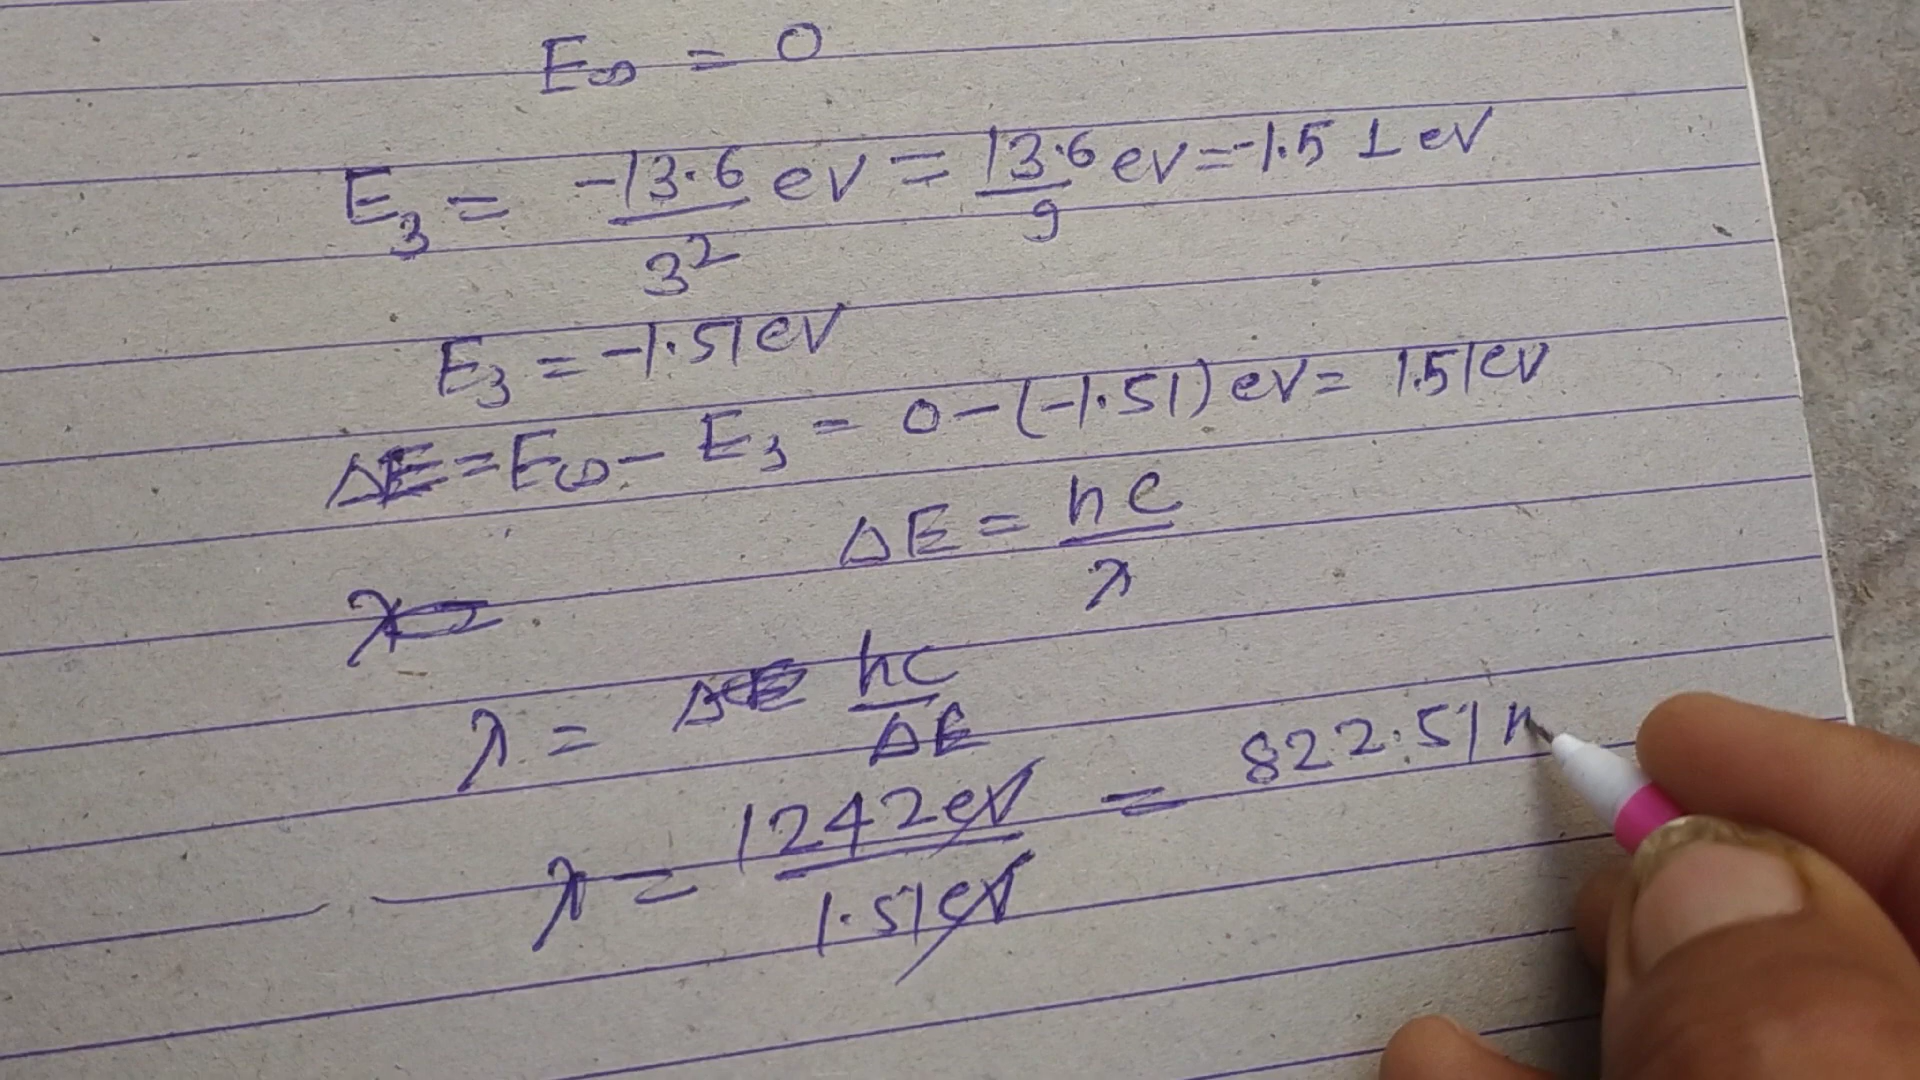 E∞ = 0
E₃ = -13.6/3² eV = 13.6/9 eV = -1.51 eV
E₃ = -1.51 eV
ΔE = E∞ - E₃ = 0 - (-1.51) eV = 1.51 eV
ΔE = hc/λ
λ = hc/ΔE
λ = 1242 eV/1.51 eV = 822.51 n